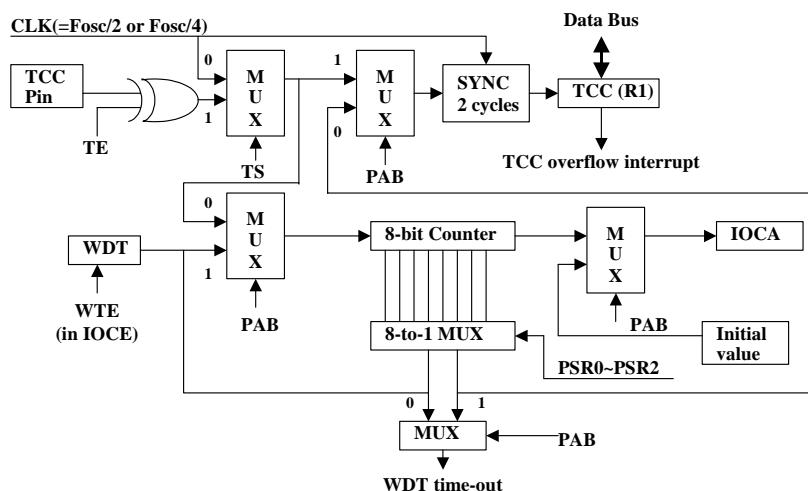 Data Bus
CLK(=Fosc/2 or Fosc/4)
0
1
TCC
Pin
M
U
X
1
0
M
U
X
SYNC
2 cycles
TCC (R1)
TE
TS
PAB
TCC overflow interrupt
0
1
M
U
X
WDT
8-bit Counter
M
U
X
IOCA
WTE
(in IOCE)
PAB
8-to-1 MUX
PAB
Initial
value
PSR0~PSR2
0
1
MUX
PAB
WDT time-out